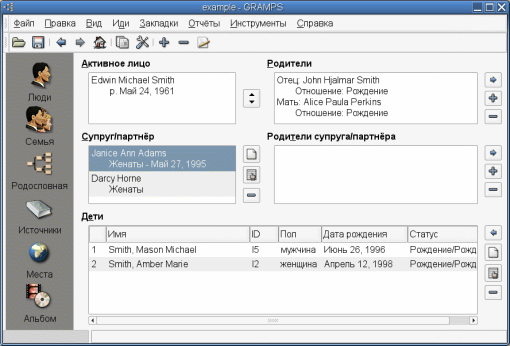 example - GRAMPS
Файл Правка Вид Иди Закладки Отчёты Инструменты Справка
Люди
Семья
Родословная
Источники
Места
Альбом
Активное лицо
Edwin Michael Smith
р. Май 24, 1961
Родители
Отец: John Hjalmar Smith
Отношение: Рождение
Мать: Alice Paula Perkins
Отношение: Рождение
Супруг/партнёр
Janice Ann Adams
Женаты - Май 27, 1995
Darcy Horne
Женаты
Родители супруга/партнёра
Дети
Имя ID Пол Дата рождения Статус
1 Smith, Mason Michael I5 мужчина Июнь 26, 1996 Рождение/Рожд
2 Smith, Amber Marie I2 женщина Апрель 12, 1998 Рождение/Рожд